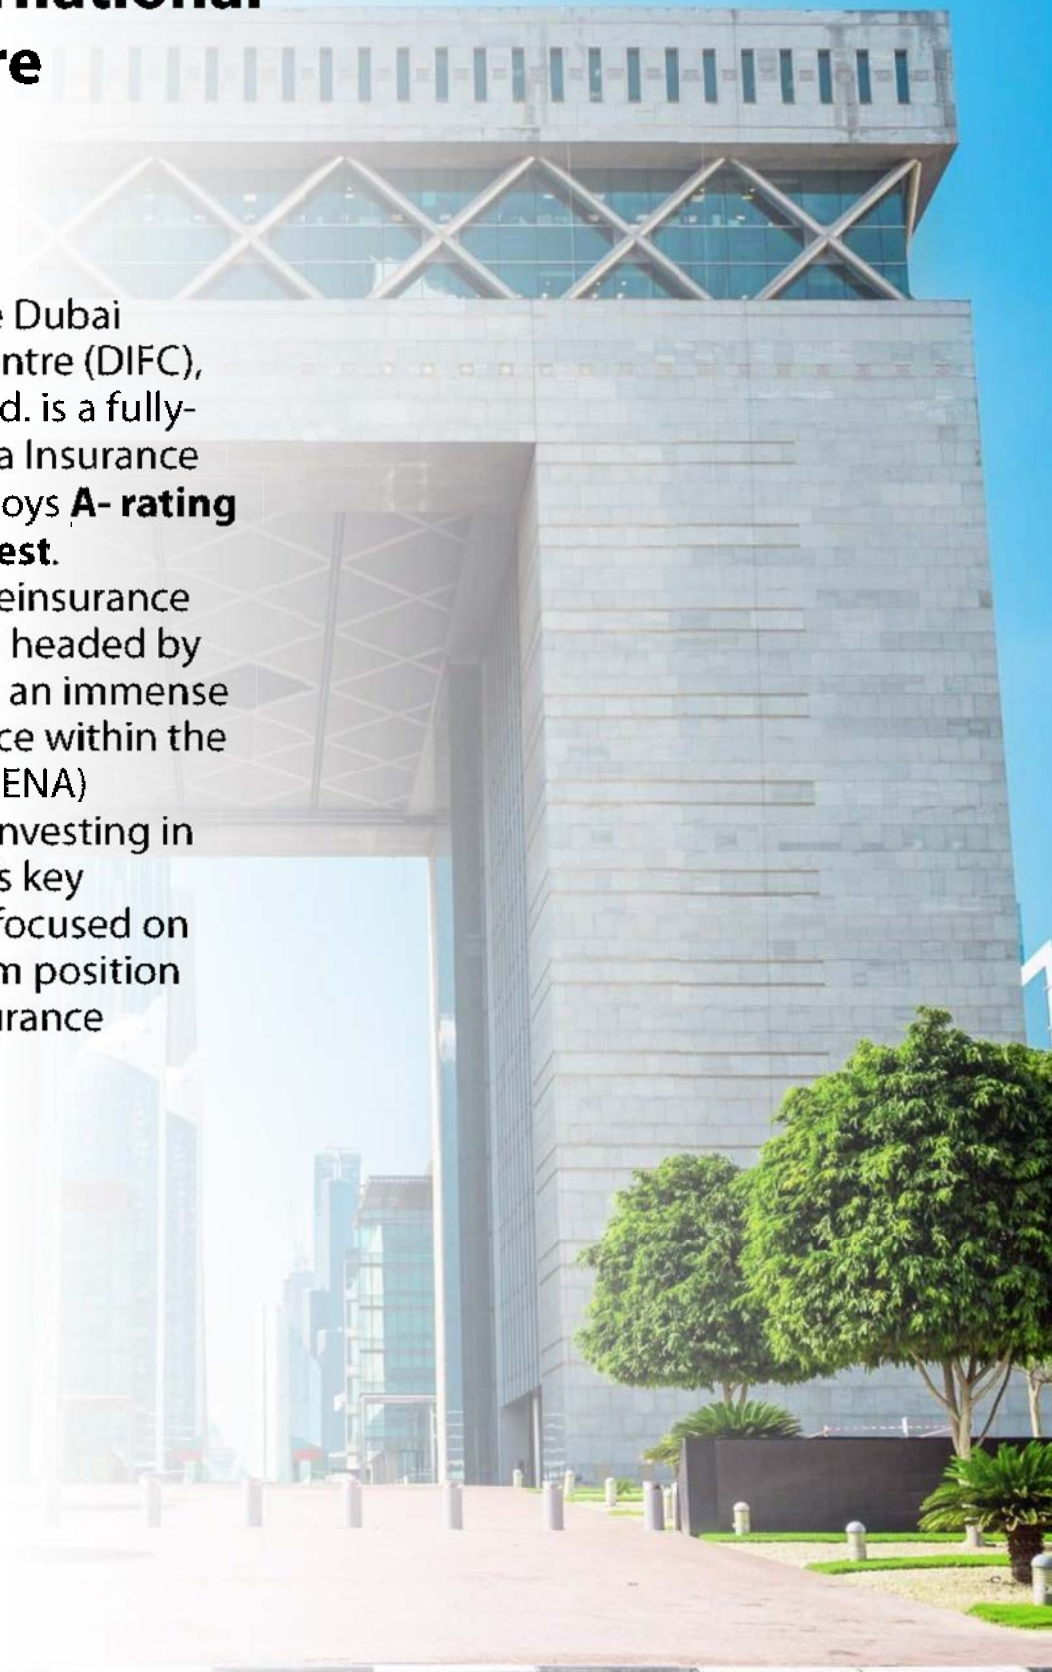 rnational
re
e Dubai
ntre (DIFC),
d. is a fully-
a Insurance
oys A- rating
est.
einsurance
headed by
an immense
ce within the
ENA)
nvesting in
s key
focused on
m position
urance